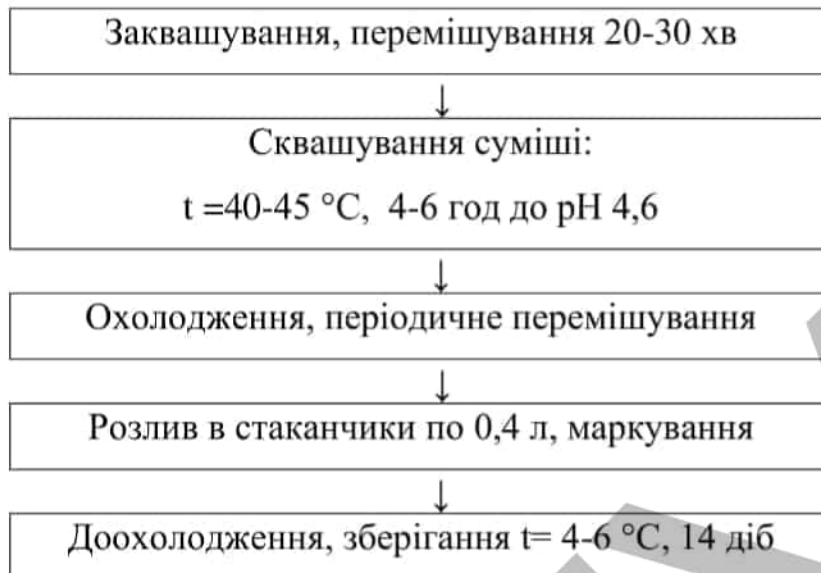 Заквашування, перемішування 20-30 хв
↓
Сквашування суміші:
t =40-45 °C, 4-6 год до рН 4,6
↓
Охолодження, періодичне перемішування
↓
Розлив в стаканчики по 0,4 л, маркування
↓
Доохолодження, зберігання t= 4-6 °C, 14 діб